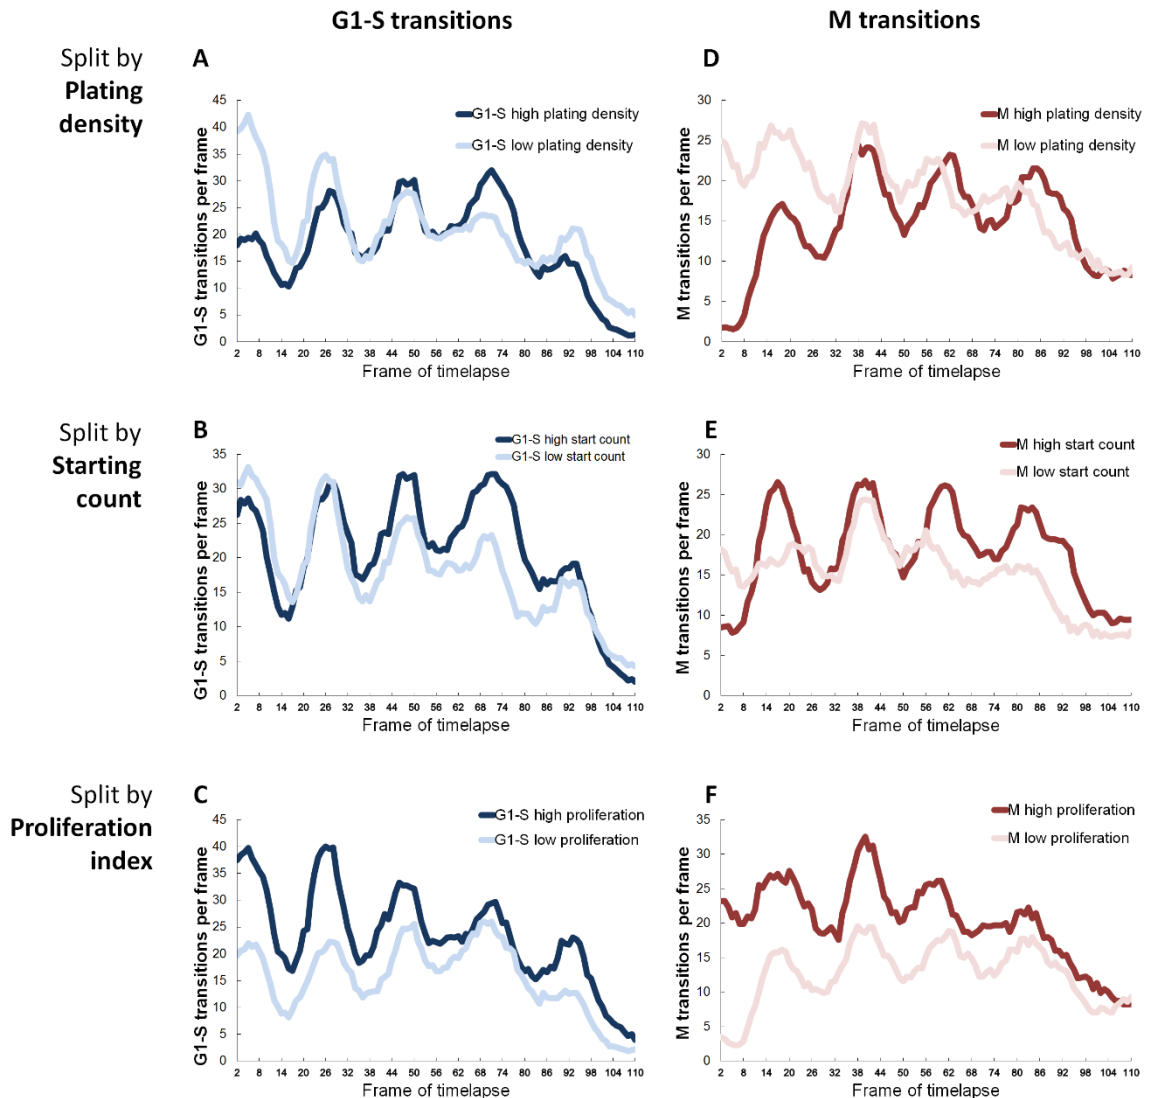 G1-S transitions
M transitions
Split by
Plating
density
A
45
40
35
30
25
20
15
10
5
0
G1-S transitions per frame
G1-S high plating density
G1-S low plating density
2 8 14 20 26 32 38 44 50 56 62 68 74 80 86 92 98 104 110
Frame of timelapse
D
30
25
20
15
10
5
0
M transitions per frame
M high plating density
M low plating density
2 8 14 20 26 32 38 44 50 56 62 68 74 80 86 92 98 104 110
Frame of timelapse
Split by
Starting
count
B
35
30
25
20
15
10
5
0
G1-S transitions per frame
G1-S high start count
G1-S low start count
2 8 14 20 26 32 38 44 50 56 62 68 74 80 86 92 98 104 110
Frame of timelapse
E
30
25
20
15
10
5
0
M transitions per frame
M high start count
M low start count
2 8 14 20 26 32 38 44 50 56 62 68 74 80 86 92 98 104 110
Frame of timelapse
Split by
Proliferation
index
C
45
40
35
30
25
20
15
10
5
0
G1-S transitions per frame
G1-S high proliferation
G1-S low proliferation
2 8 14 20 26 32 38 44 50 56 62 68 74 80 86 92 98 104 110
Frame of timelapse
F
35
30
25
20
15
10
5
0
M transitions per frame
M high proliferation
M low proliferation
2 8 14 20 26 32 38 44 50 56 62 68 74 80 86 92 98 104 110
Frame of timelapse